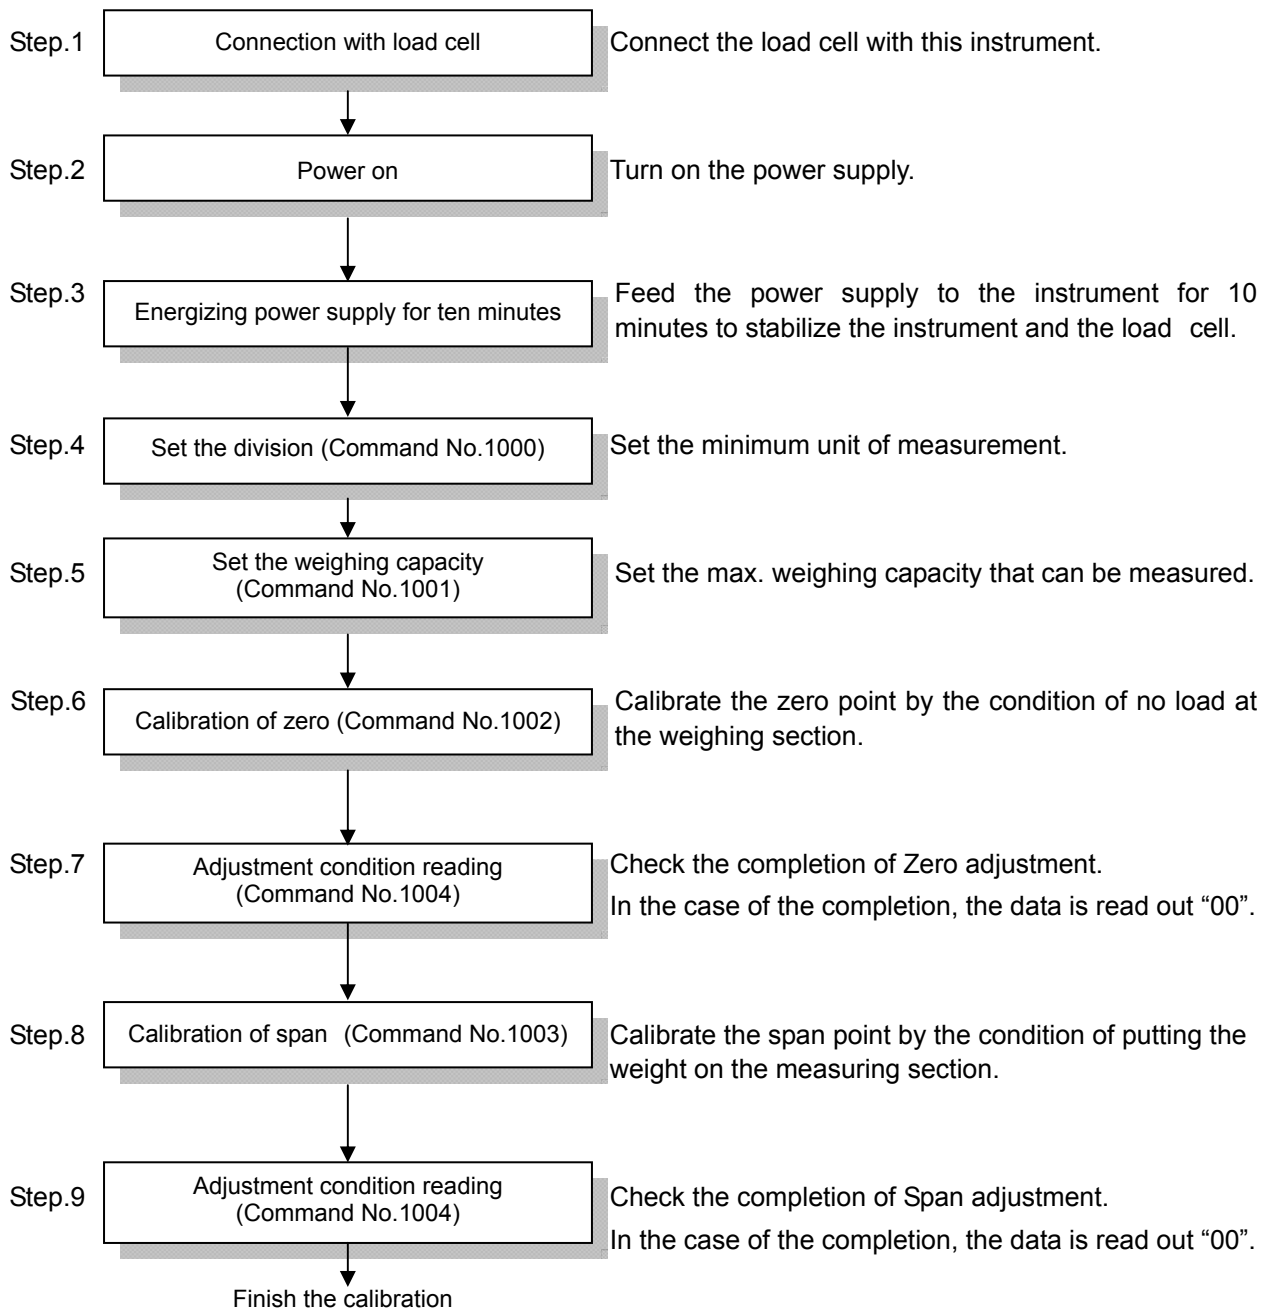 Step.1
Connection with load cell
Connect the load cell with this instrument.
Step.2
Power on
Turn on the power supply.
Step.3
Energizing power supply for ten minutes
Feed the power supply to the instrument for 10
minutes to stabilize the instrument and the load cell.
Step.4
Set the division (Command No.1000)
Set the minimum unit of measurement.
Step.5
Set the weighing capacity
(Command No.1001)
Set the max. weighing capacity that can be measured.
Step.6
Calibration of zero (Command No.1002)
Calibrate the zero point by the condition of no load at
the weighing section.
Step.7
Adjustment condition reading
(Command No.1004)
Check the completion of Zero adjustment.
In the case of the completion, the data is read out “00”.
Step.8
Calibration of span (Command No.1003)
Calibrate the span point by the condition of putting the
weight on the measuring section.
Step.9
Adjustment condition reading
(Command No.1004)
Check the completion of Span adjustment.
In the case of the completion, the data is read out “00”.
Finish the calibration